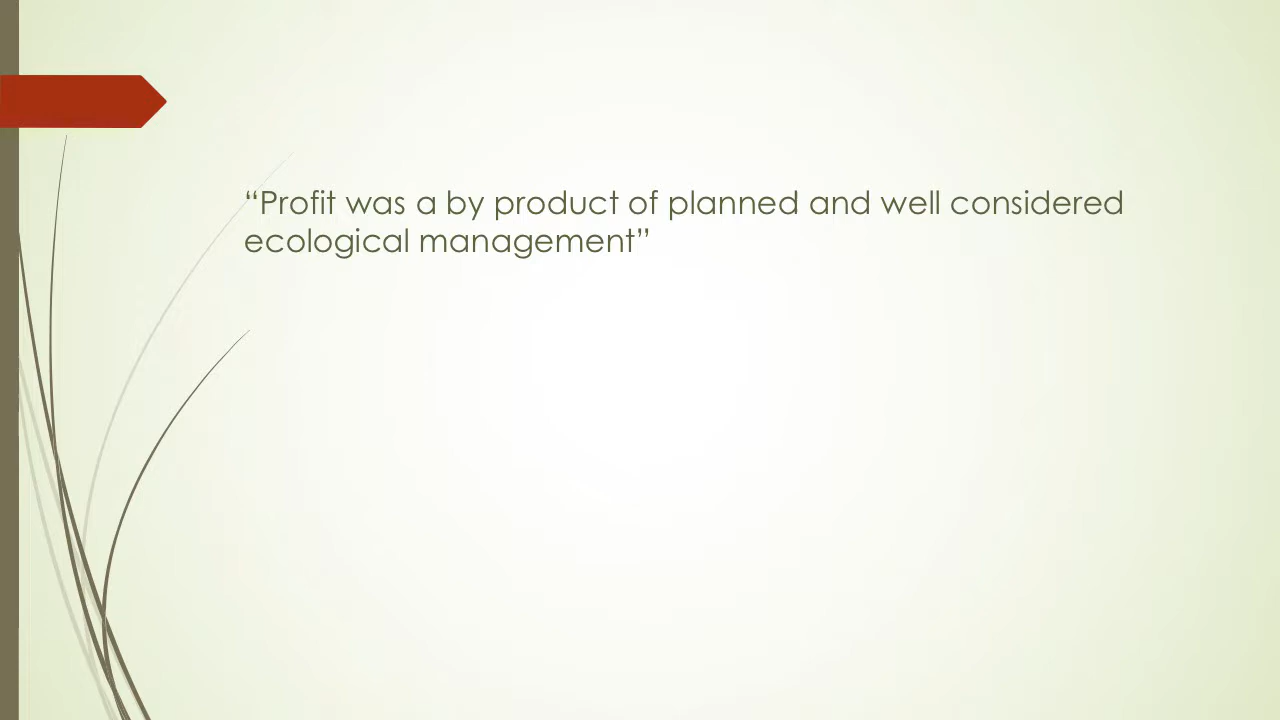 “Profit was a by product of planned and well considered
ecological management”